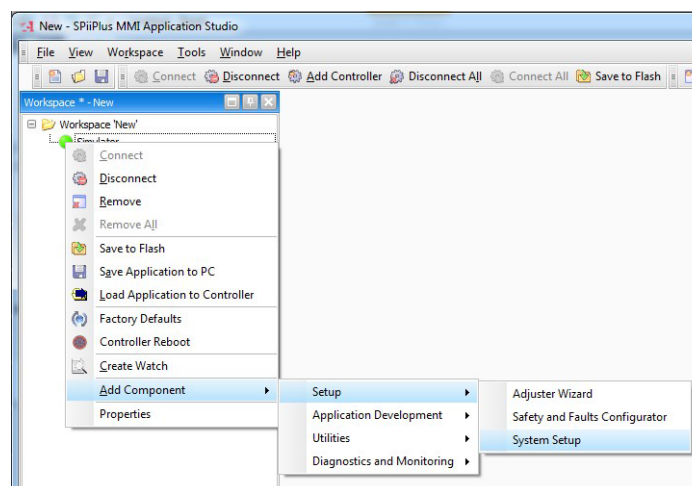 New - SPiiPlus MMI Application Studio
File View Workspace Tools Window Help
Connect Disconnect Add Controller Disconnect All Connect All Save to Flash
Workspace * - New
Workspace 'New'
Simulator
Connect
Disconnect
Remove
Remove All
Save to Flash
Save Application to PC
Load Application to Controller
Factory Defaults
Controller Reboot
Create Watch
Add Component
Properties
Setup
Application Development
Utilities
Diagnostics and Monitoring
Adjuster Wizard
Safety and Faults Configurator
System Setup